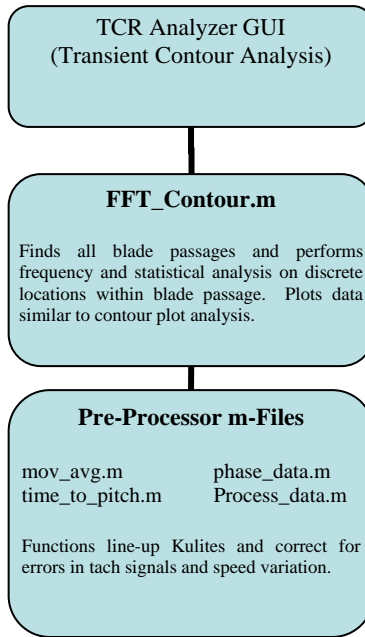 TCR Analyzer GUI
(Transient Contour Analysis)
FFT_Contour.m
Finds all blade passages and performs
frequency and statistical analysis on discrete
locations within blade passage. Plots data
similar to contour plot analysis.
Pre-Processor m-Files
mov_avg.m phase_data.m
time_to_pitch.m Process_data.m
Functions line-up Kulites and correct for
errors in tach signals and speed variation.